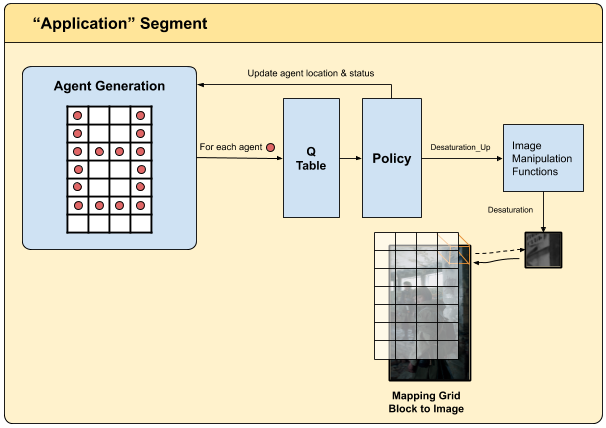 “Application” Segment
Update agent location & status
Agent Generation
For each agent
Q
Table
Policy
Desaturation_Up
Image
Manipulation
Functions
Desaturation
Mapping Grid
Block to Image